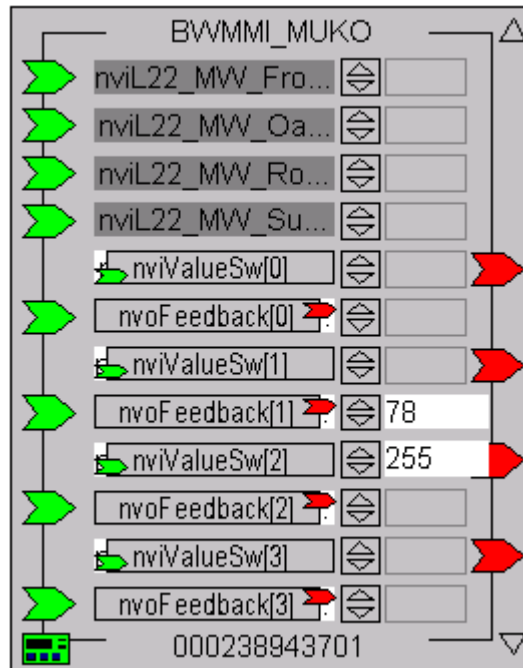 BWMMI_MUKO
nviL22_MW_Fro...
nviL22_MW_Oa...
nviL22_MW_Ro...
nviL22_MW_Su...
nviValueSw[0]
nvoFeedback[0]
nviValueSw[1]
nvoFeedback[1] 78
nviValueSw[2] 255
nvoFeedback[2]
nviValueSw[3]
nvoFeedback[3]
000238943701